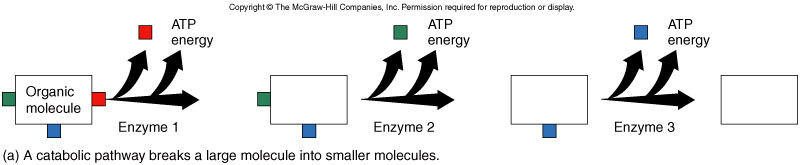 Copyright © The McGraw-Hill Companies, Inc. Permission required for reproduction or display.
ATP
energy
ATP
energy
ATP
energy
Organic
molecule
Enzyme 1
Enzyme 2
Enzyme 3
(a) A catabolic pathway breaks a large molecule into smaller molecules.